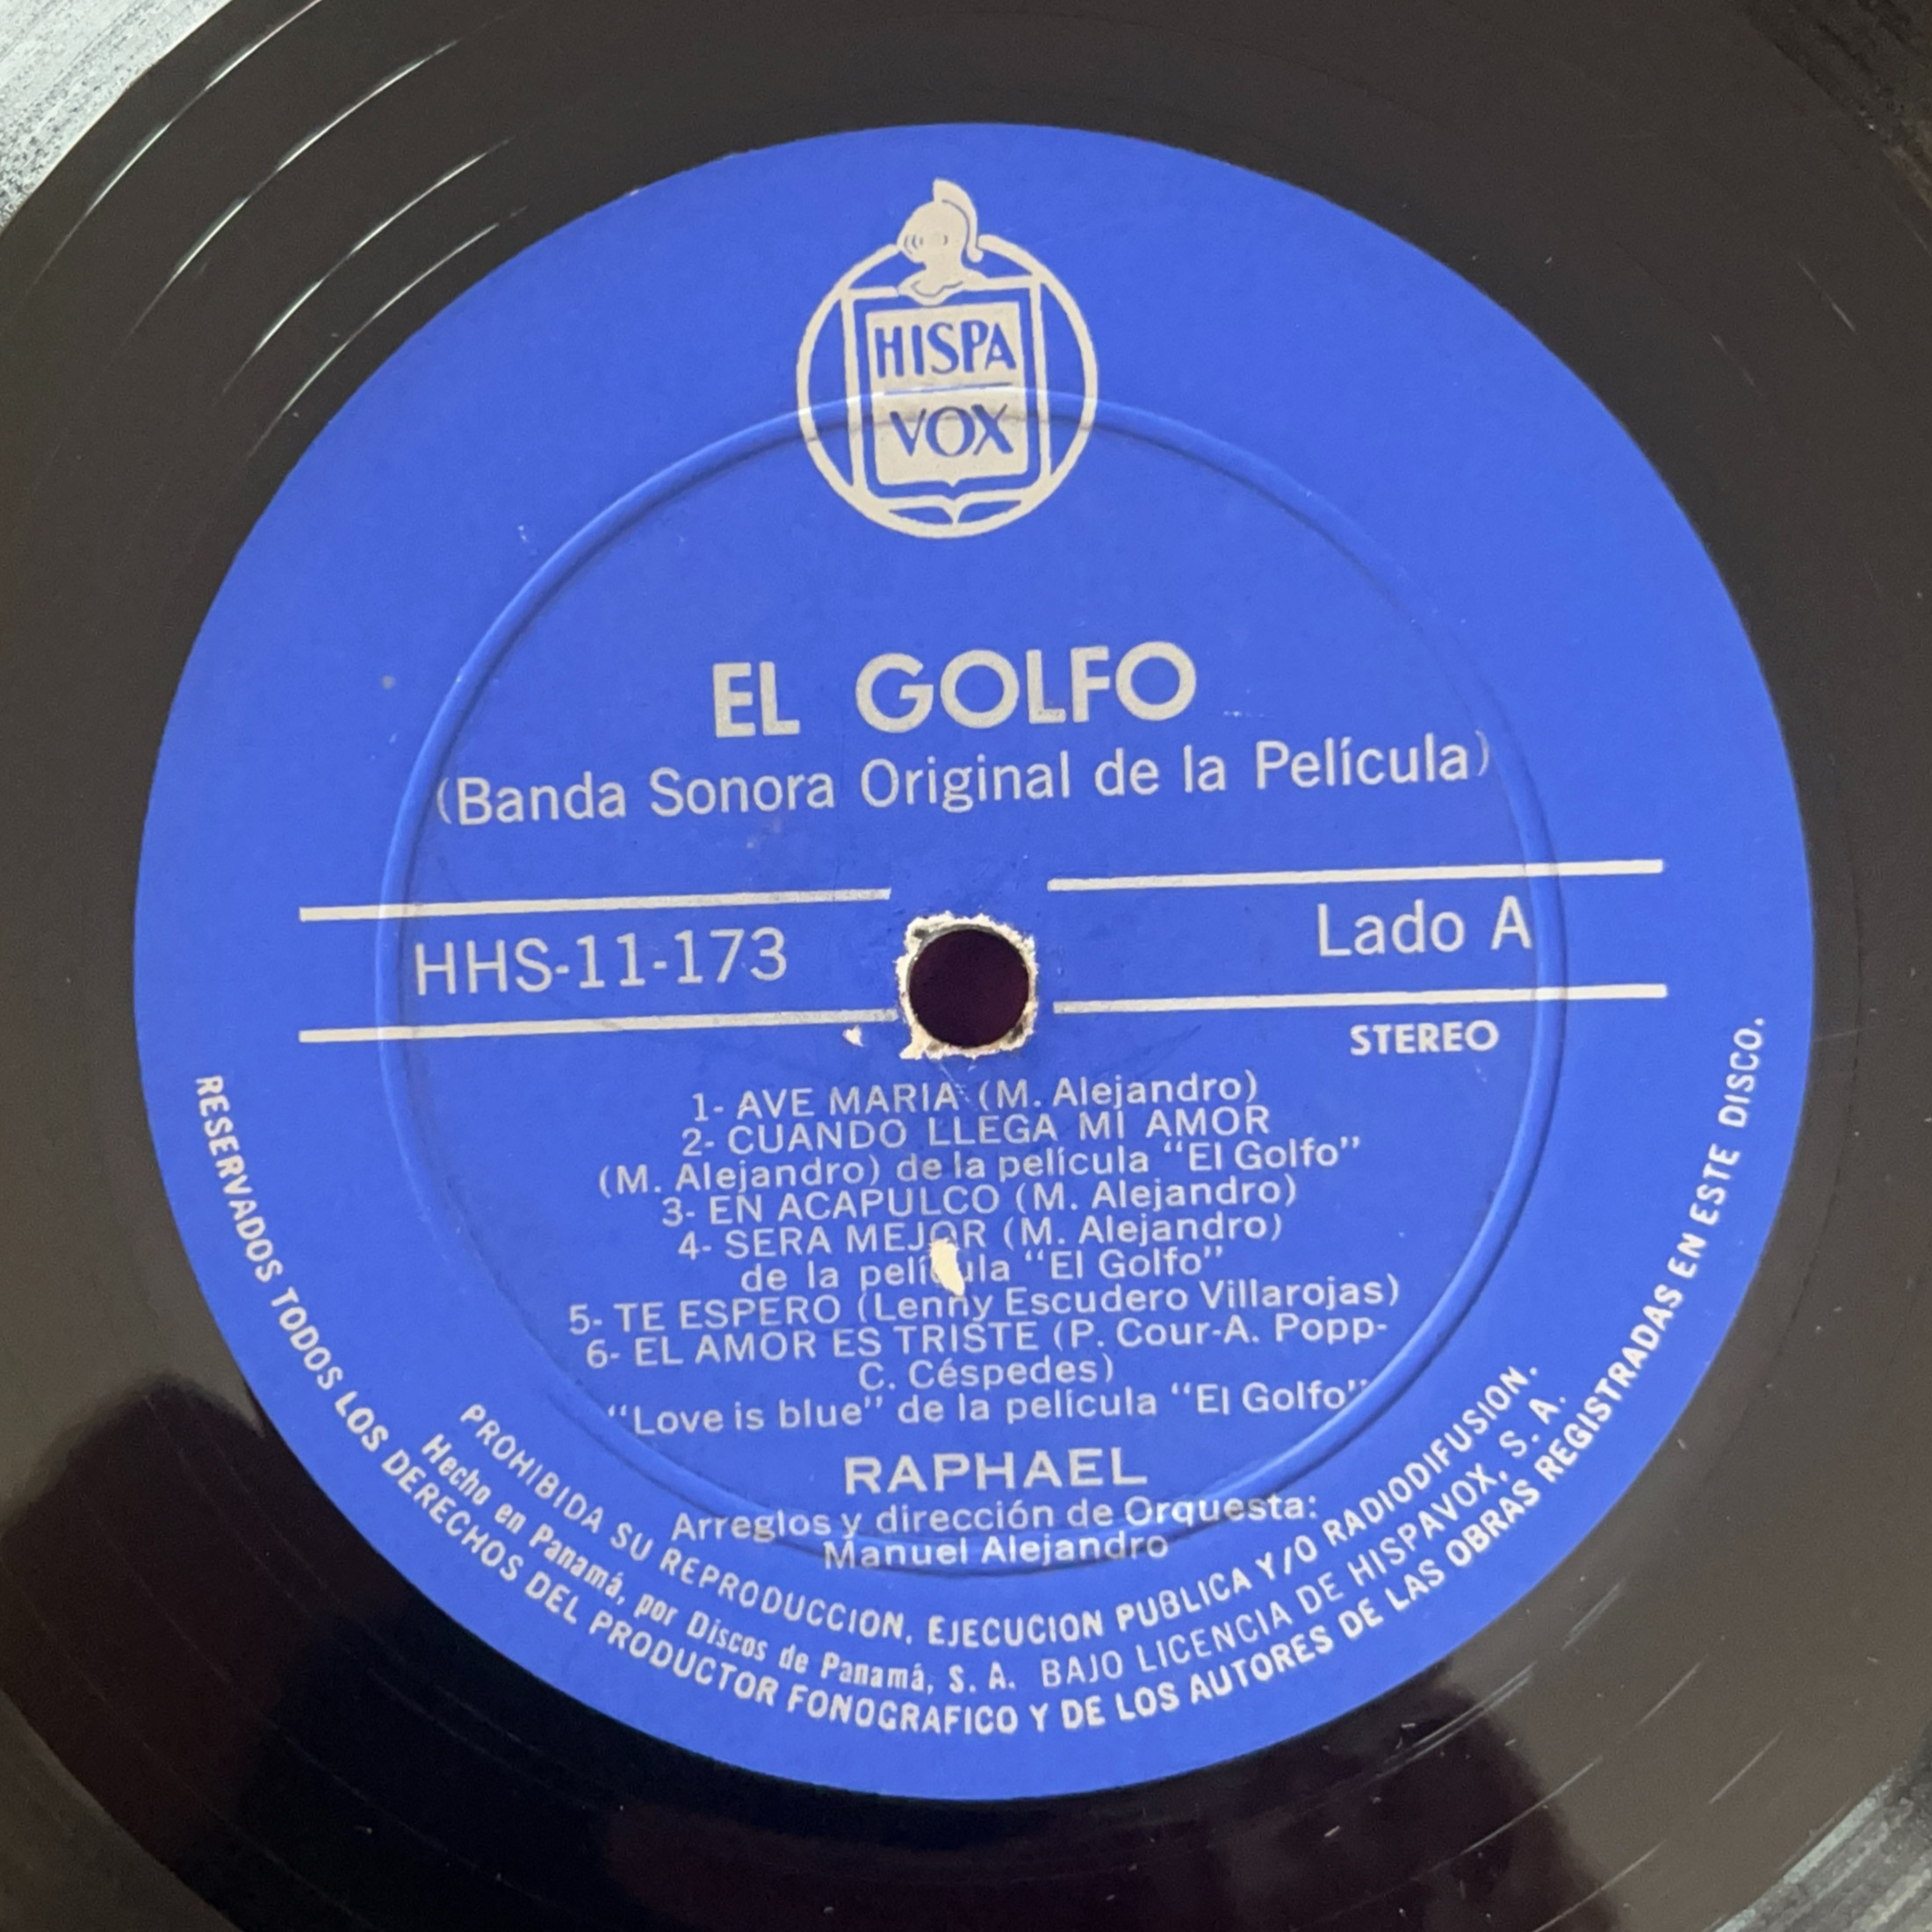 HISPA
VOX
EL GOLFO
(Banda Sonora Original de la Película)
HHS-11-173
Lado A
STEREO
1- AVE MARIA (M. Alejandro)
2- CUANDO LLEGA MI AMOR
(M. Alejandro) de la película “El Golfo”
3- EN ACAPULCO (M. Alejandro)
4- SERA MEJOR (M. Alejandro)
de la película “El Golfo”
5- TE ESPERO (Lenny Escudero Villarojas)
6- EL AMOR ES TRISTE (P. Cour-A. Popp-
C. Céspedes)
“Love is blue” de la película “El Golfo”
RAPHAEL
Arreglos y dirección de Orquesta:
Manuel Alejandro
PROHIBIDA SU REPRODUCCION, EJECUCION PUBLICA Y/O RADIODIFUSION.
Hecho en Panamá, por Discos de Panamá, S. A. BAJO LICENCIA DE HISPAVOX, S. A.
RESERVADOS TODOS LOS DERECHOS DEL PRODUCTOR FONOGRAFICO Y DE LOS AUTORES DE LAS OBRAS REGISTRADAS EN ESTE DISCO.